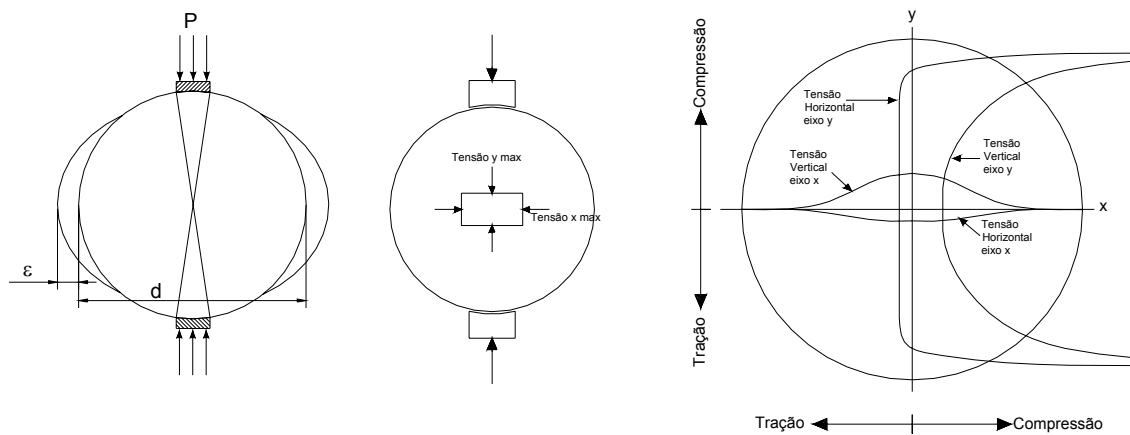 P
ε
d
Tensão y max
Tensão x max
y
Compressão
Tração
Tensão
Horizontal
eixo y
Tensão
Vertical
eixo x
Tensão
Vertical
eixo y
x
Tensão
Horizontal
eixo x
Tração
Compressão